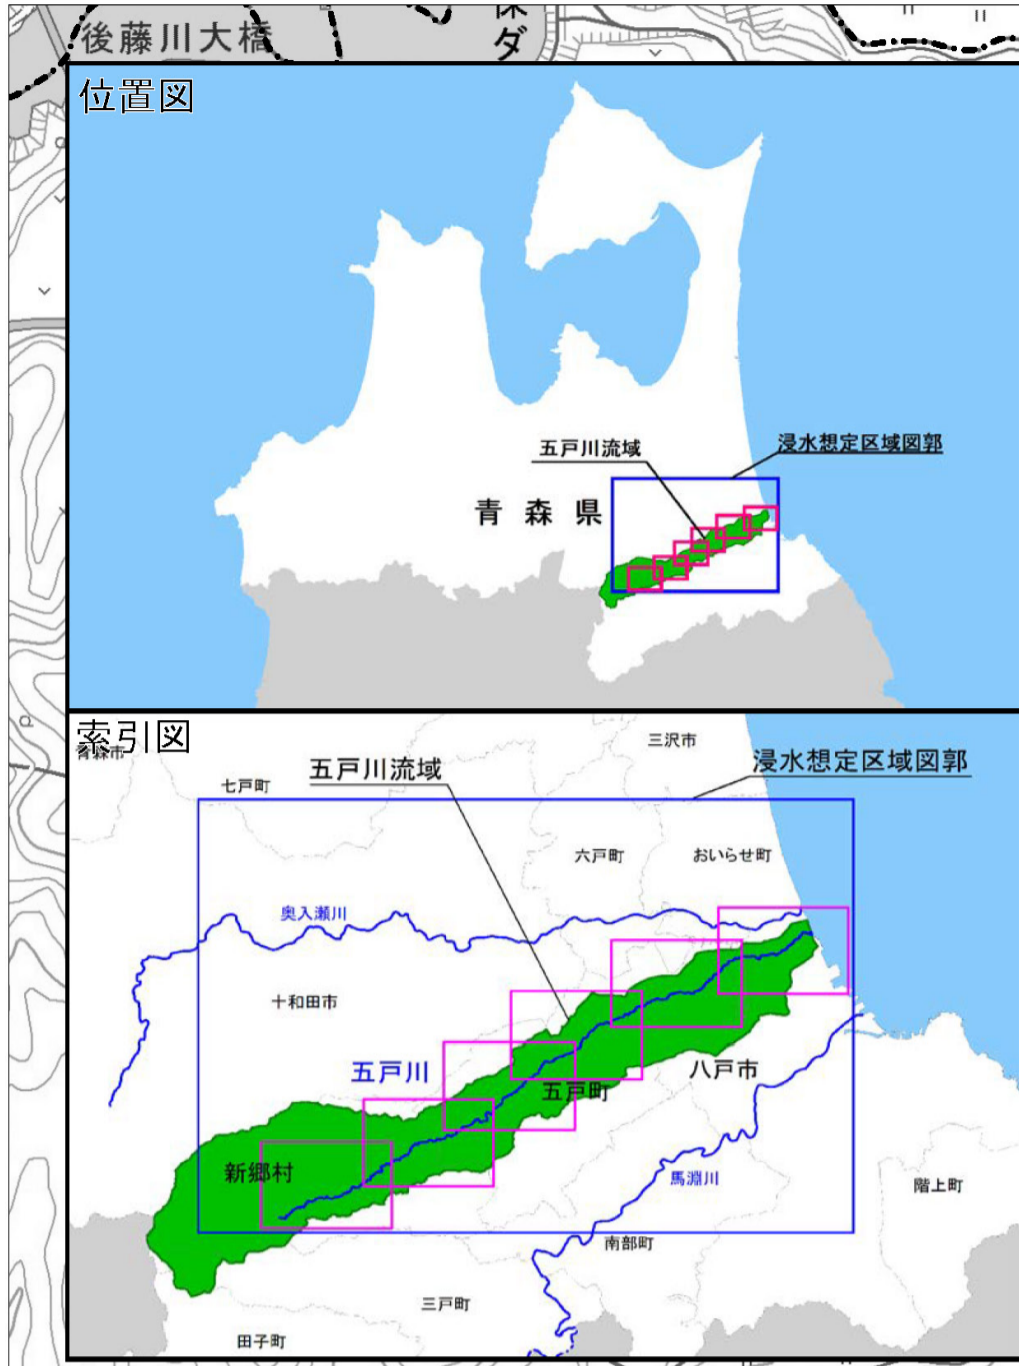 後藤川大橋
ダ
位置図
五戸川流域
浸水想定区域図郭
青森県
索引図
青森市
三沢市
五戸川流域
浸水想定区域図郭
七戸町
六戸町
おいらせ町
奥入瀬川
十和田市
五戸川
八戸市
五戸町
新郷村
馬淵川
階上町
南部町
三戸町
田子町